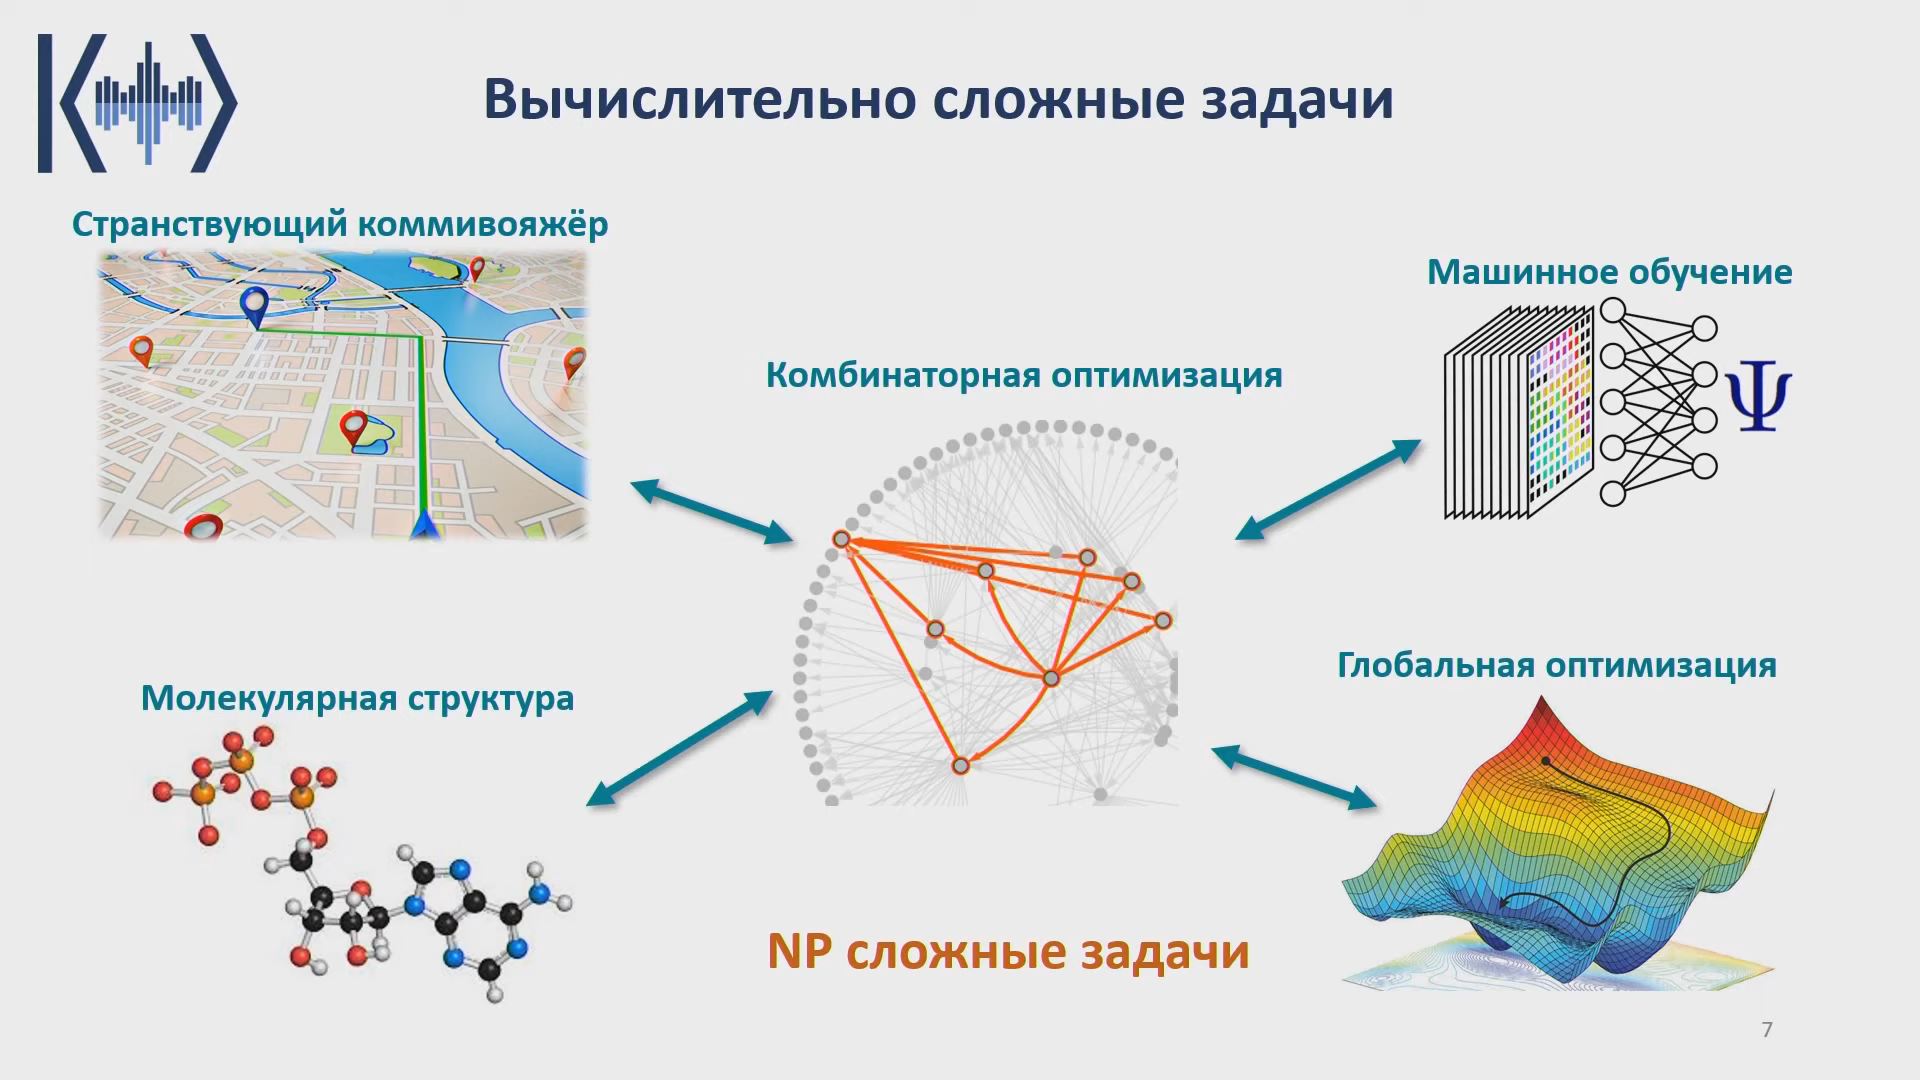 Вычислительно сложные задачи
Странствующий коммивояжёр
Машинное обучение
Ψ
Комбинаторная оптимизация
Молекулярная структура
Глобальная оптимизация
NP сложные задачи
7